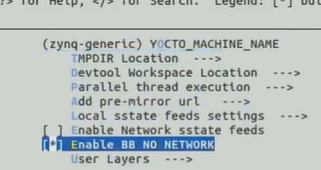 ?> for Help, </> for Search.  Legend: [*] bu
(zynq-generic) YOCTO_MACHINE_NAME
TMPDIR Location  --->
Devtool Workspace Location  --->
Parallel thread execution  --->
Add pre-mirror url   --->
Local sstate feeds settings  --->
[ ] Enable Network sstate feeds
[*] Enable BB NO NETWORK
User Layers  --->